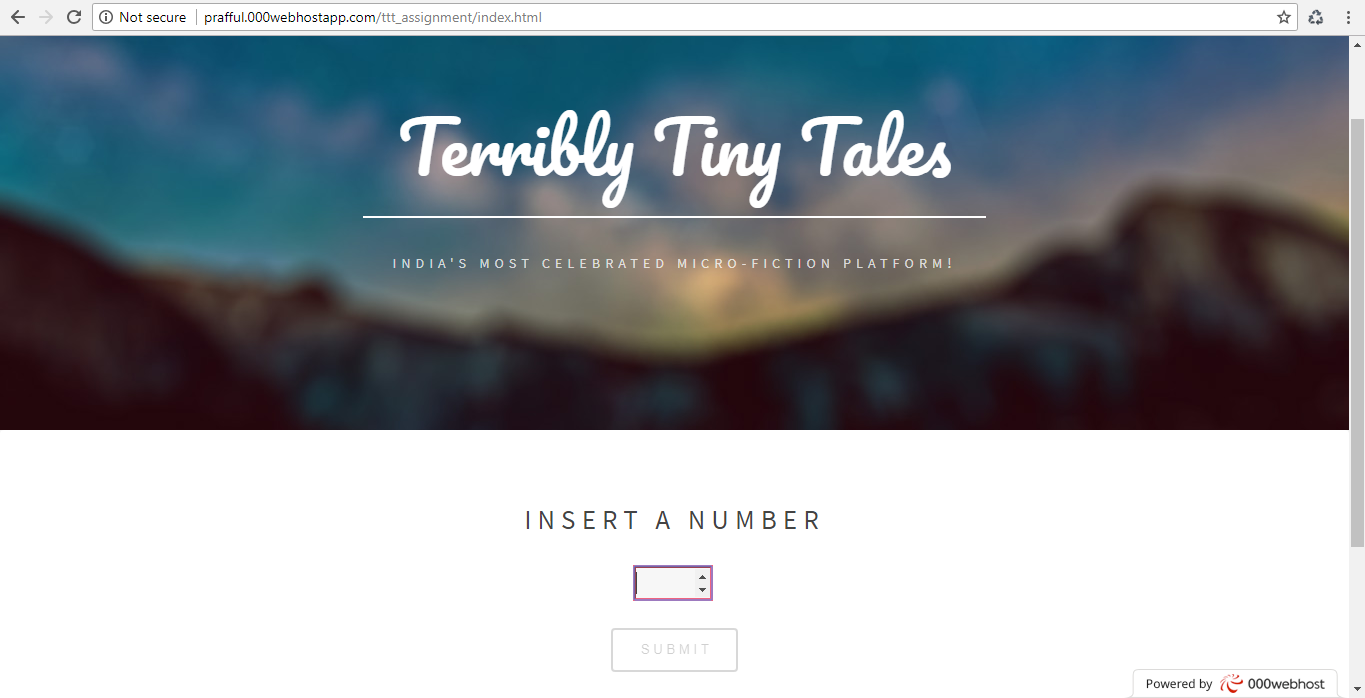 Not secure prafful.000webhostapp.com/ttt_assignment/index.html
Terribly Tiny Tales
INDIA'S MOST CELEBRATED MICRO-FICTION PLATFORM!
INSERT A NUMBER
SUBMIT
Powered by 000webhost